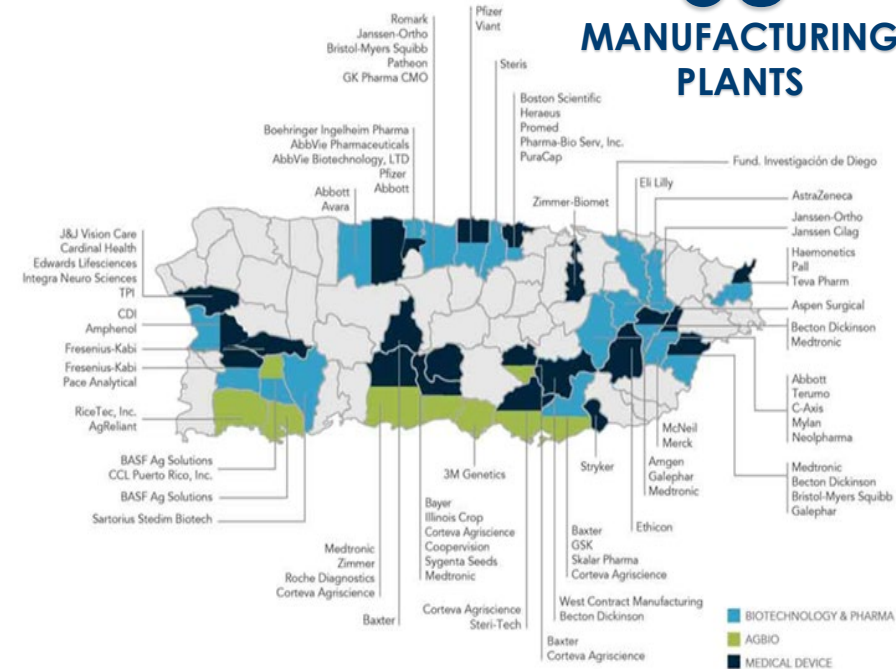 MANUFACTURING
PLANTS
Romark
Janssen-Ortho
Bristol-Myers Squibb
Patheon
GK Pharma CMO
Pfizer
Viant
Steris
Boston Scientific
Heraeus
Promed
Pharma-Bio Serv, Inc.
PuraCap
Boehringer Ingelheim Pharma
AbbVie Pharmaceuticals
AbbVie Biotechnology, LTD
Pfizer
Abbott
Abbott
Avara
Zimmer-Biomet
Fund. Investigación de Diego
Eli Lilly
AstraZeneca
Janssen-Ortho
Janssen Cilag
Haemonetics
Pall
Teva Pharm
Aspen Surgical
Becton Dickinson
Medtronic
Abbott
Terumo
C-Axis
Mylan
Neolpharma
Medtronic
Becton Dickinson
Bristol-Myers Squibb
Galephar
J&J Vision Care
Cardinal Health
Edwards Lifesciences
Integra Neuro Sciences
TPI
CDI
Amphenol
Fresenius-Kabi
Fresenius-Kabi
Pace Analytical
RiceTec, Inc.
AgReliant
BASF Ag Solutions
CCL Puerto Rico, Inc.
BASF Ag Solutions
Sartorius Stedim Biotech
Medtronic
Zimmer
Roche Diagnostics
Corteva Agriscience
Baxter
3M Genetics
Bayer
Illinois Crop
Corteva Agriscience
Coopervision
Sygenta Seeds
Medtronic
Corteva Agriscience
Steri-Tech
Baxter
Corteva Agriscience
West Contract Manufacturing
Becton Dickinson
Baxter
GSK
Skalar Pharma
Corteva Agriscience
Stryker
Ethicon
Amgen
Galephar
Medtronic
McNeil
Merck
BIOTECHNOLOGY & PHARMA
AGBIO
MEDICAL DEVICE